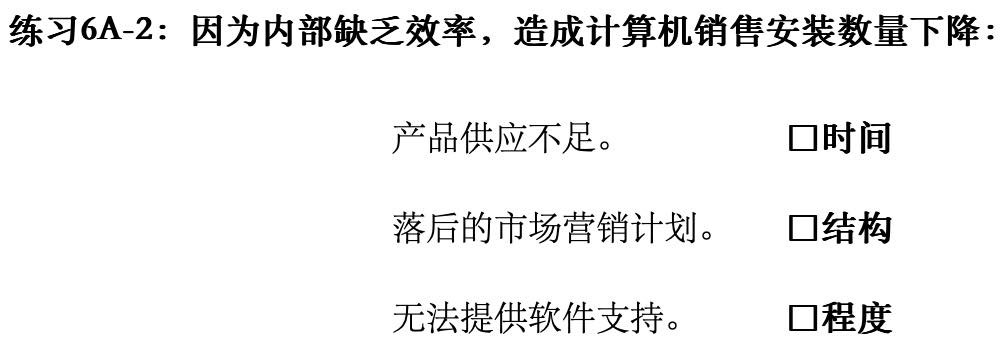 练习6A-2：因为内部缺乏效率，造成计算机销售安装数量下降：
产品供应不足。 □时间
落后的市场营销计划。 □结构
无法提供软件支持。 □程度